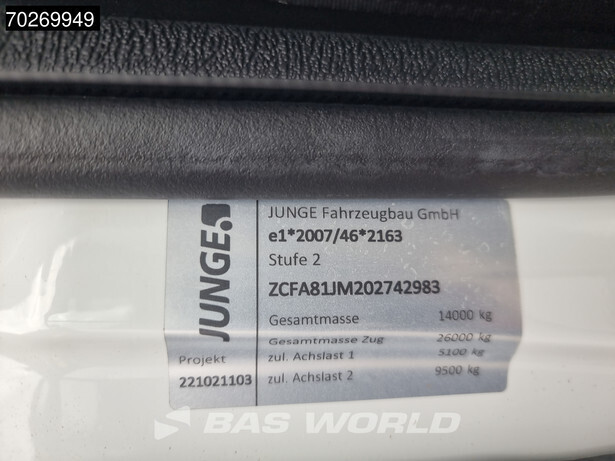 70269949
JUNGE
JUNGE Fahrzeugbau GmbH
e1*2007/46*2163
Stufe 2
ZCFA81JM202742983
Gesamtmasse 14000 kg
Gesamtmasse Zug 26000 kg
Projekt zul. Achslast 1 5100 kg
221021103 zul. Achslast 2 9500 kg
BAS WORLD